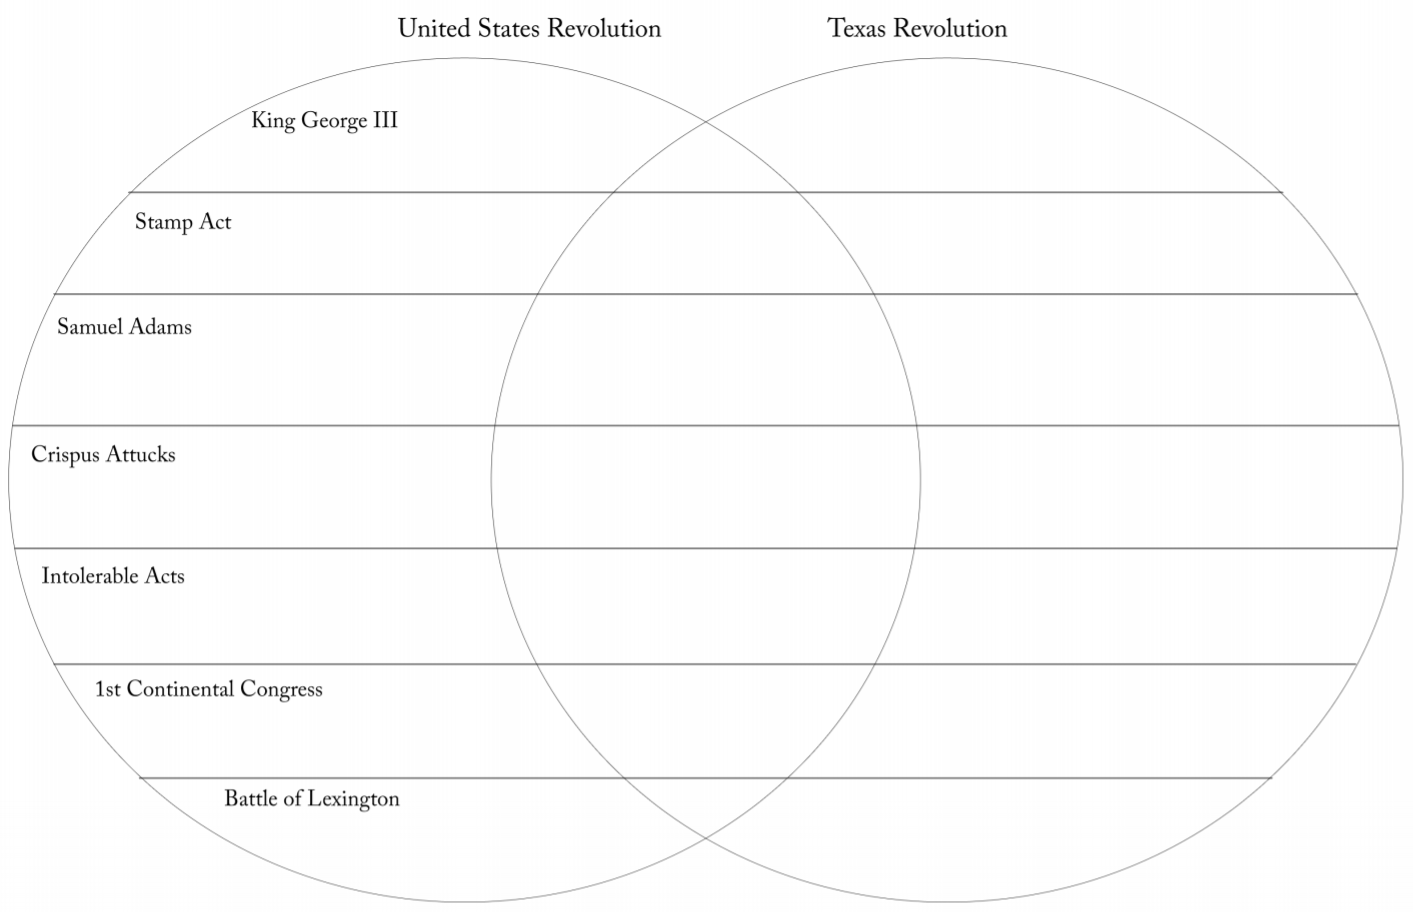 United States Revolution
Texas Revolution
King George III
Stamp Act
Samuel Adams
Crispus Attucks
Intolerable Acts
1st Continental Congress
Battle of Lexington